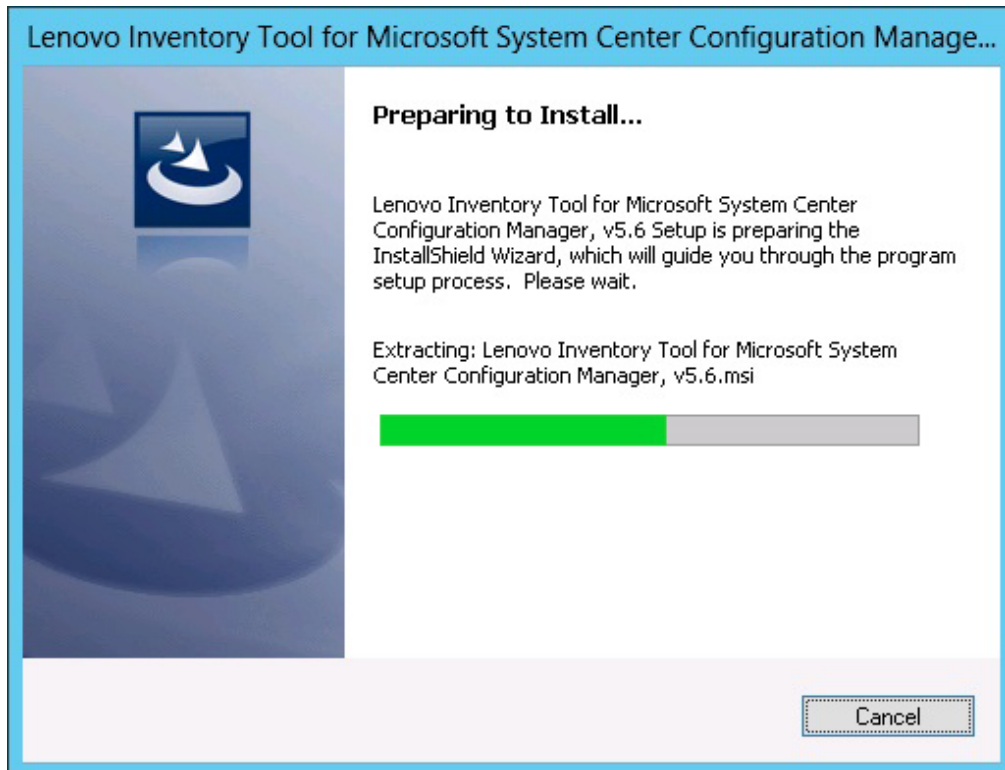 Lenovo Inventory Tool for Microsoft System Center Configuration Manage...
Preparing to Install...
Lenovo Inventory Tool for Microsoft System Center
Configuration Manager, v5.6 Setup is preparing the
InstallShield Wizard, which will guide you through the program
setup process.  Please wait.
Extracting: Lenovo Inventory Tool for Microsoft System
Center Configuration Manager, v5.6.msi
Cancel